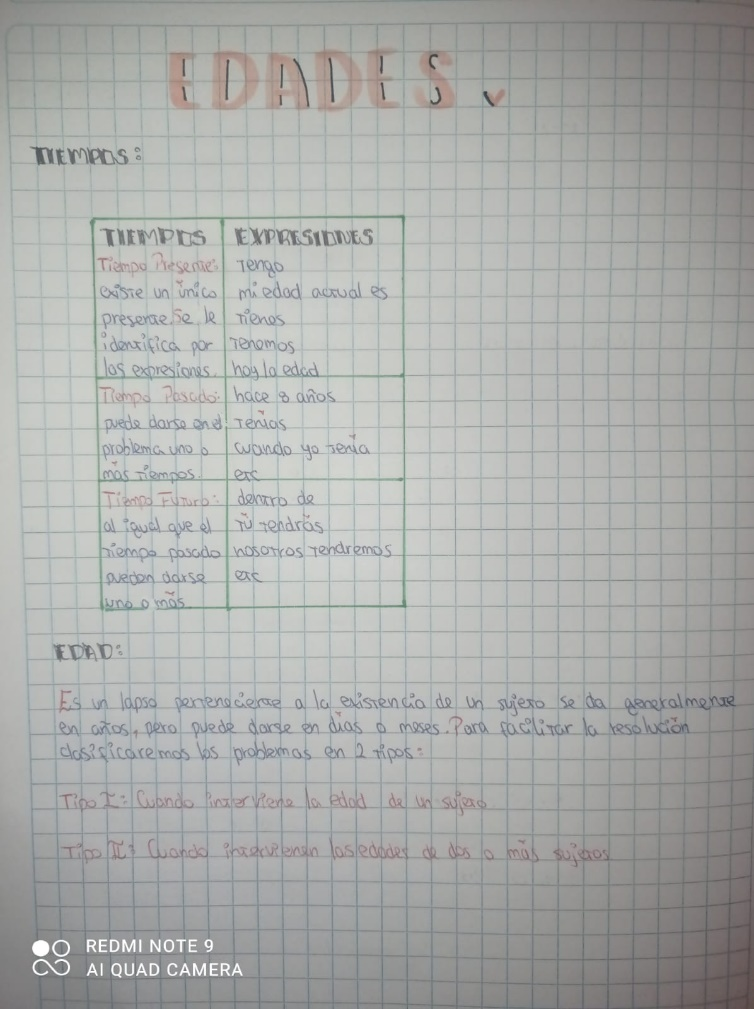 EDADES.
TIEMPOS:
TIEMPOS EXPRESIONES
Tiempo Presente: Tengo
existe un único mi edad actual es
presente, Se le Tienes
identifica por Tenemos
las expresiones. hoy la edad
Tiempo Pasado: hace 8 años
puede darse en el Tenías
problema uno o cuando yo Tenía
más tiempos. etc
Tiempo Futuro: dentro de
al igual que el Tú tendrás
tiempo pasado nosotros tendremos
pueden darse etc
uno o más
EDAD:
Es un lapso perteneciente a la existencia de un sujeto se da generalmente
en años, pero puede darse en días o meses. Para facilitar la resolución
clasificaremos los problemas en 2 tipos:
Tipo I: Cuando interviene la edad de un sujeto
Tipo II: Cuando intervienen las edades de dos o más sujetos
REDMI NOTE 9
AI QUAD CAMERA